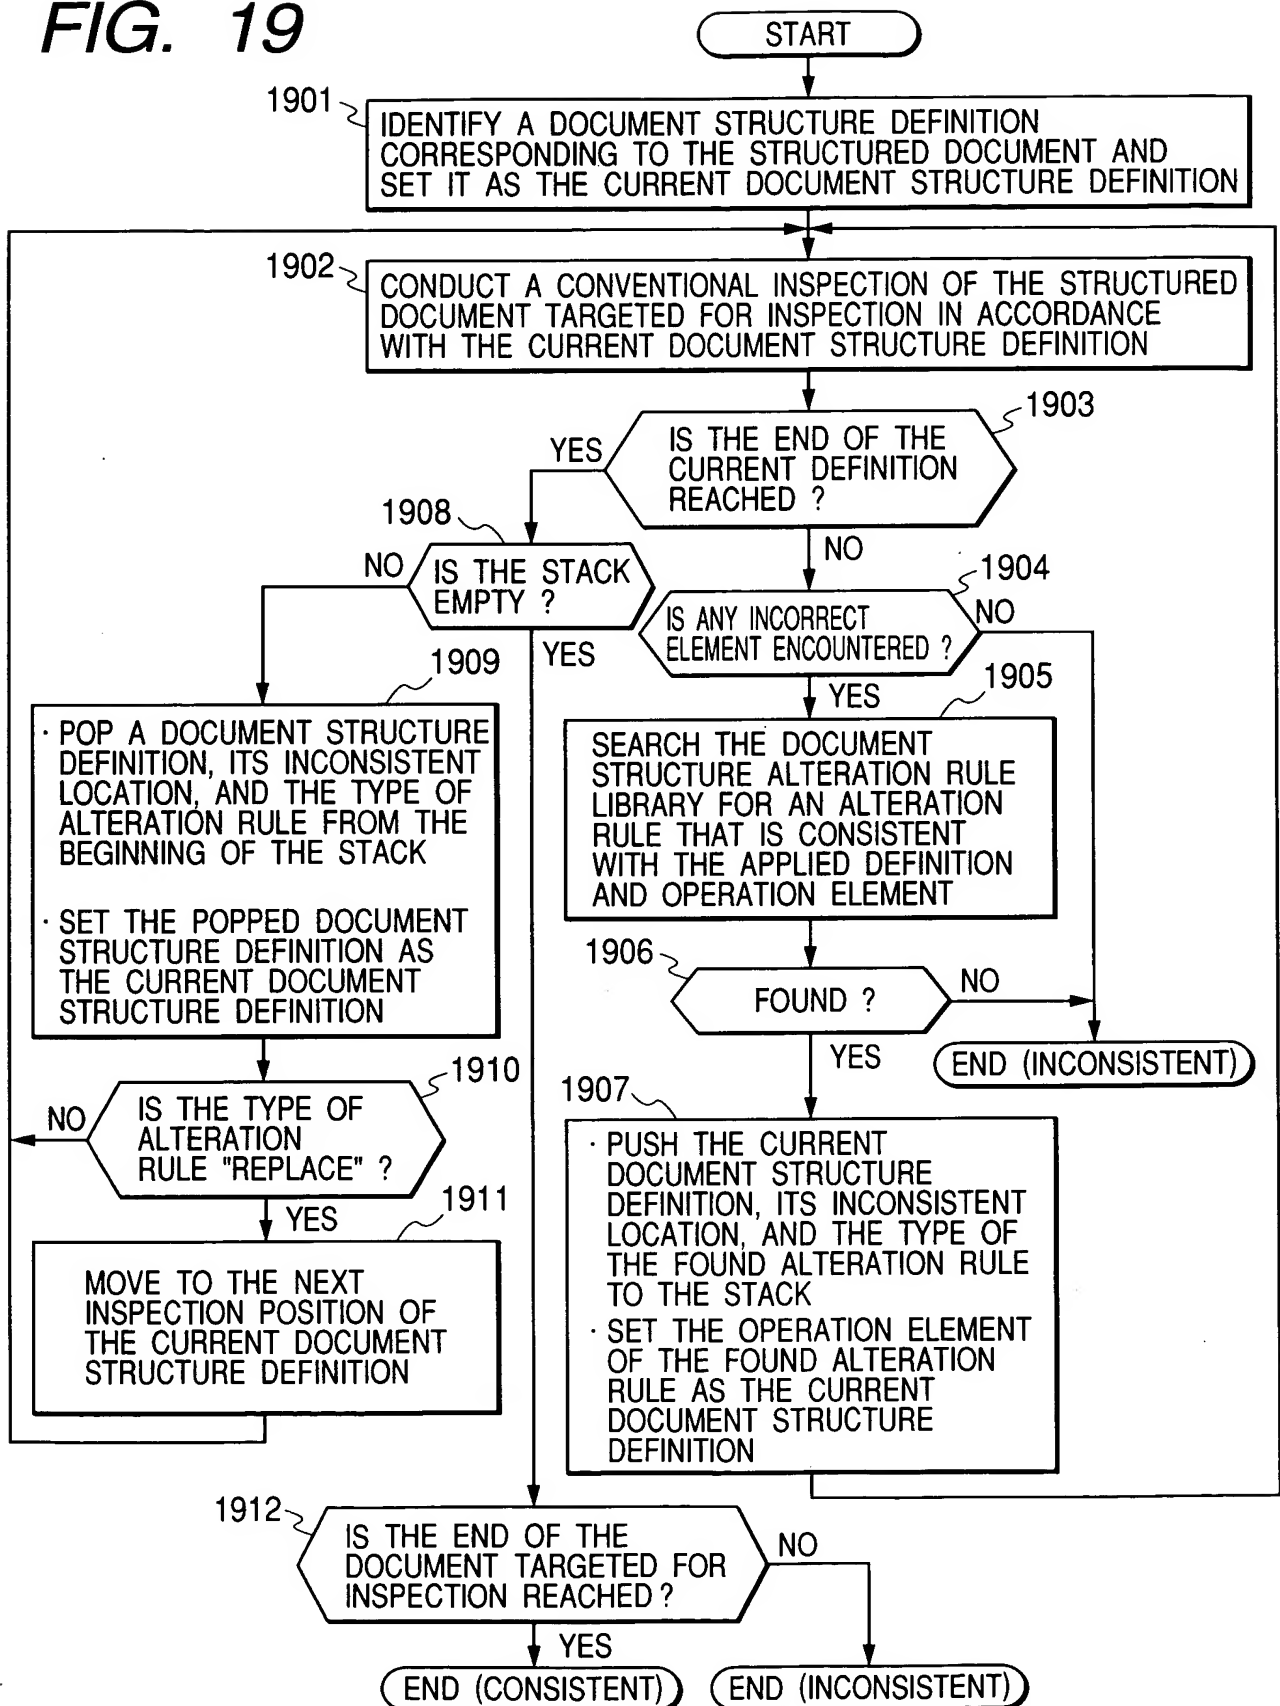 FIG. 19
START
1901
IDENTIFY A DOCUMENT STRUCTURE DEFINITION
CORRESPONDING TO THE STRUCTURED DOCUMENT AND
SET IT AS THE CURRENT DOCUMENT STRUCTURE DEFINITION
1902
CONDUCT A CONVENTIONAL INSPECTION OF THE STRUCTURED
DOCUMENT TARGETED FOR INSPECTION IN ACCORDANCE
WITH THE CURRENT DOCUMENT STRUCTURE DEFINITION
1903
IS THE END OF THE
CURRENT DEFINITION
REACHED ?
YES
NO
1908
IS THE STACK
EMPTY ?
NO
YES
1904
IS ANY INCORRECT
ELEMENT ENCOUNTERED ?
NO
YES
1909
· POP A DOCUMENT STRUCTURE
DEFINITION, ITS INCONSISTENT
LOCATION, AND THE TYPE OF
ALTERATION RULE FROM THE
BEGINNING OF THE STACK
· SET THE POPPED DOCUMENT
STRUCTURE DEFINITION AS
THE CURRENT DOCUMENT
STRUCTURE DEFINITION
1905
SEARCH THE DOCUMENT
STRUCTURE ALTERATION RULE
LIBRARY FOR AN ALTERATION
RULE THAT IS CONSISTENT
WITH THE APPLIED DEFINITION
AND OPERATION ELEMENT
1906
FOUND ?
NO
YES
END (INCONSISTENT)
1910
IS THE TYPE OF
ALTERATION
RULE "REPLACE" ?
NO
YES
1911
MOVE TO THE NEXT
INSPECTION POSITION OF
THE CURRENT DOCUMENT
STRUCTURE DEFINITION
1907
· PUSH THE CURRENT
DOCUMENT STRUCTURE
DEFINITION, ITS INCONSISTENT
LOCATION, AND THE TYPE OF
THE FOUND ALTERATION RULE
TO THE STACK
· SET THE OPERATION ELEMENT
OF THE FOUND ALTERATION
RULE AS THE CURRENT
DOCUMENT STRUCTURE
DEFINITION
1912
IS THE END OF THE
DOCUMENT TARGETED FOR
INSPECTION REACHED ?
NO
YES
END (CONSISTENT)
END (INCONSISTENT)